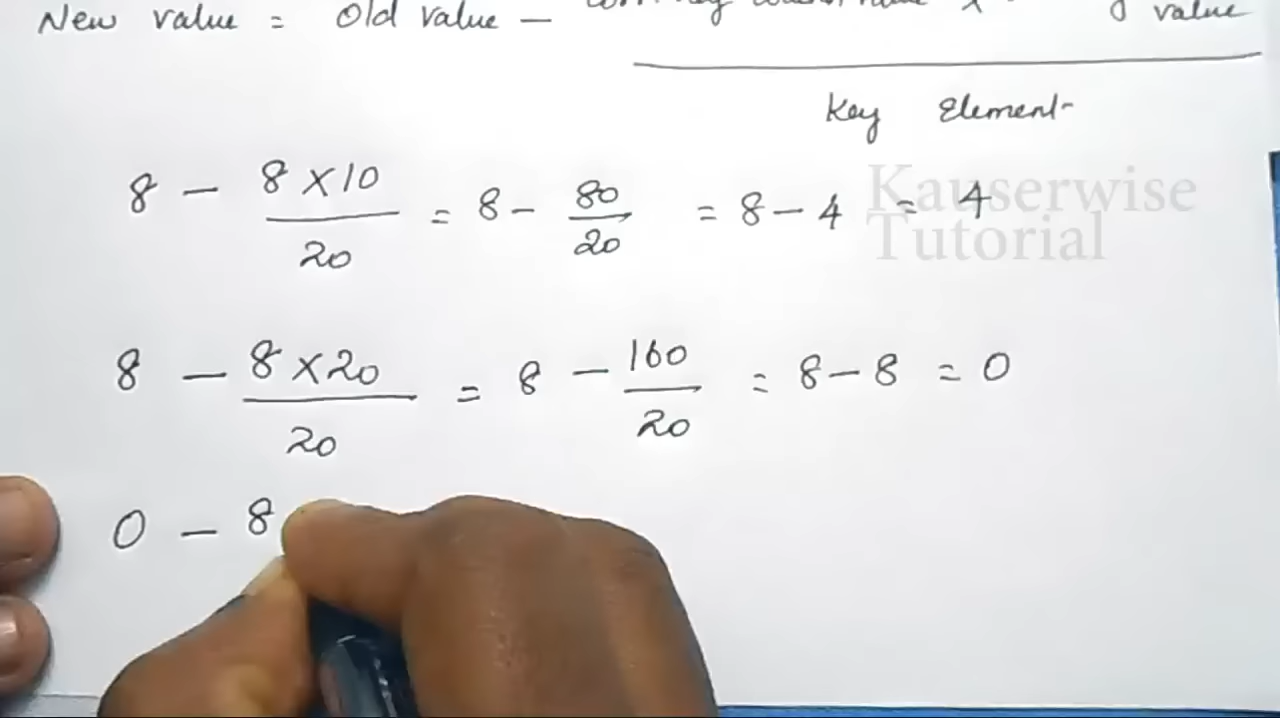 New value = Old value − × value
Key Element
8 − 8 × 10 / 20 = 8 − 80 / 20 = 8 − 4 = 4
Kauserwise
Tutorial
8 − 8 × 20 / 20 = 8 − 160 / 20 = 8 − 8 = 0
0 − 8